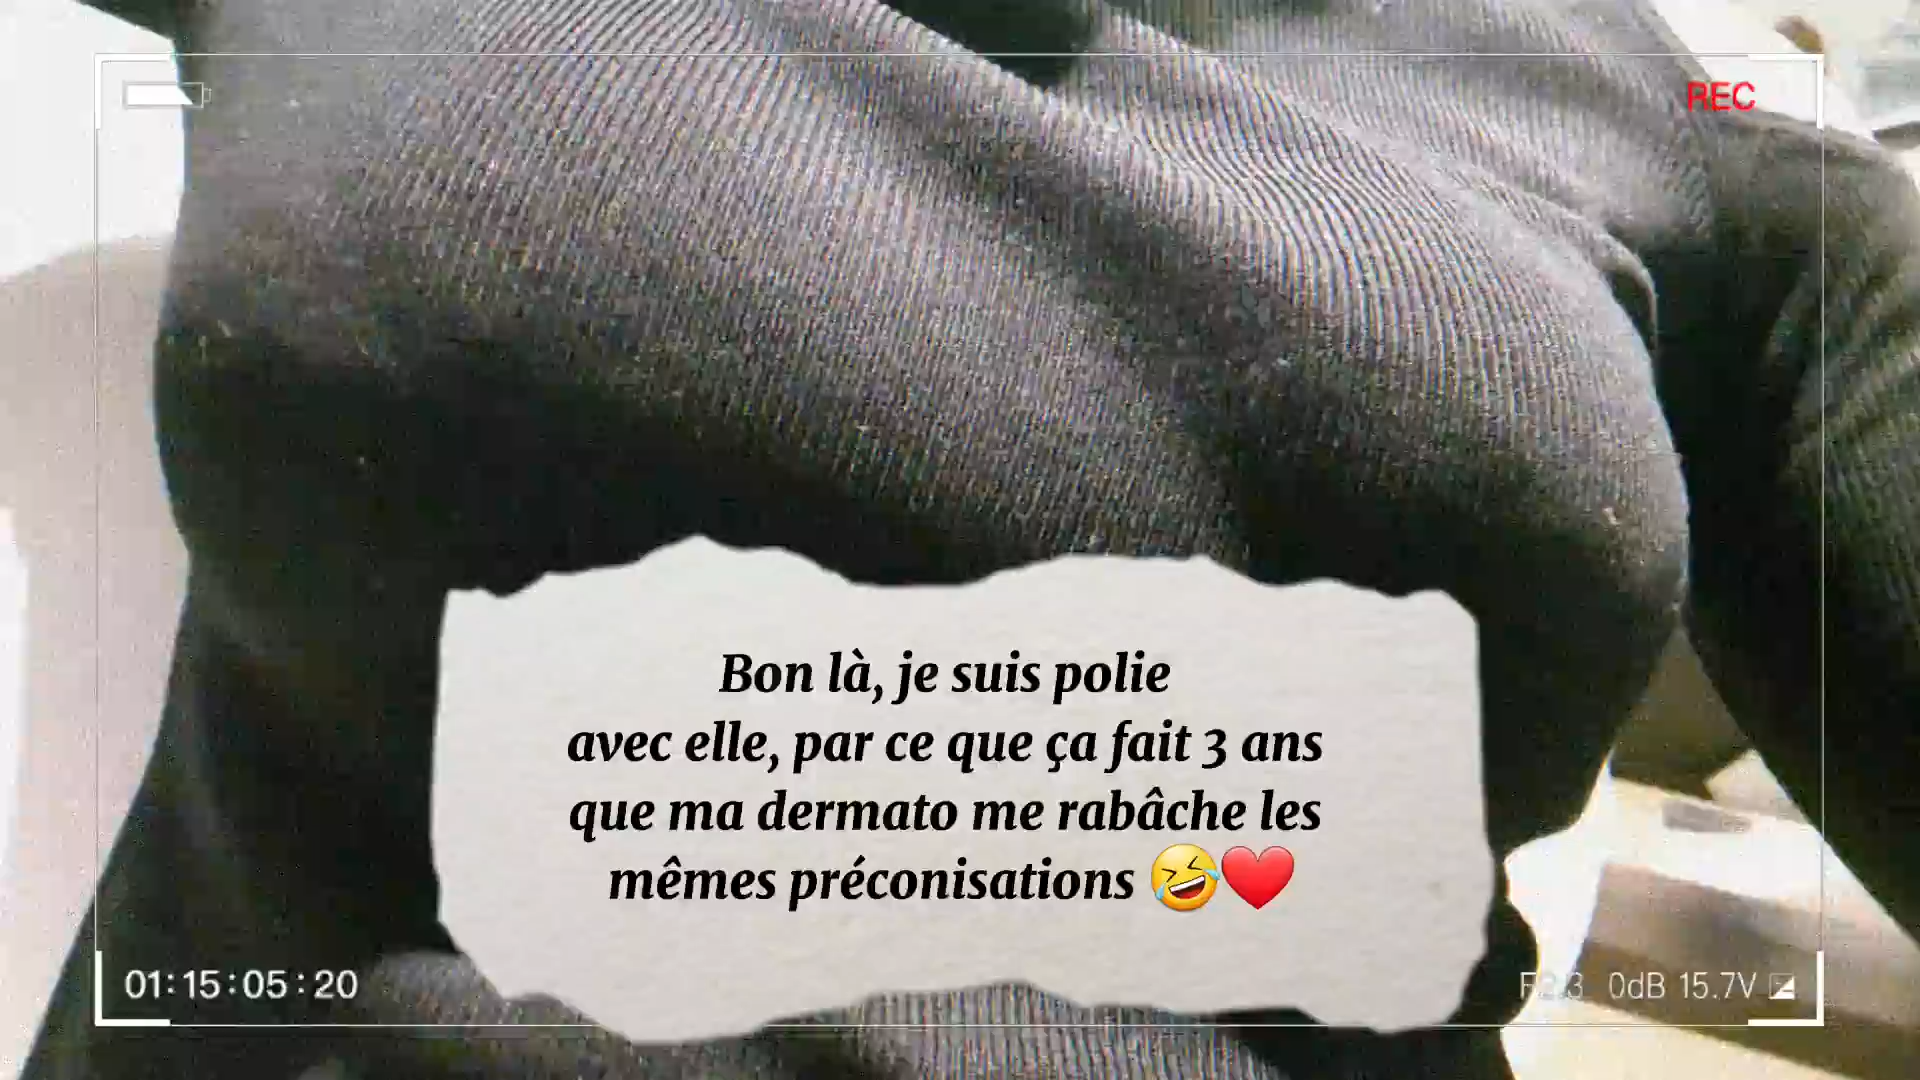 REC
Bon là, je suis polie
avec elle, par ce que ça fait 3 ans
que ma dermato me rabâche les
mêmes préconisations 🤣❤️
01:15:05:20
0dB 15.7V